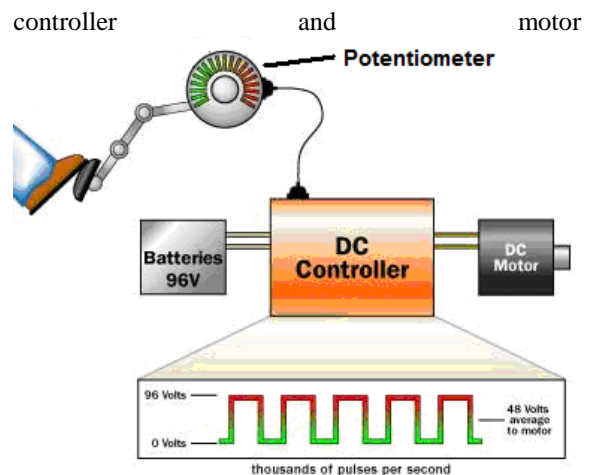 controller and motor
Potentiometer
Batteries
96V
DC
Controller
DC
Motor
96 Volts
0 Volts
48 Volts
average
to motor
thousands of pulses per second